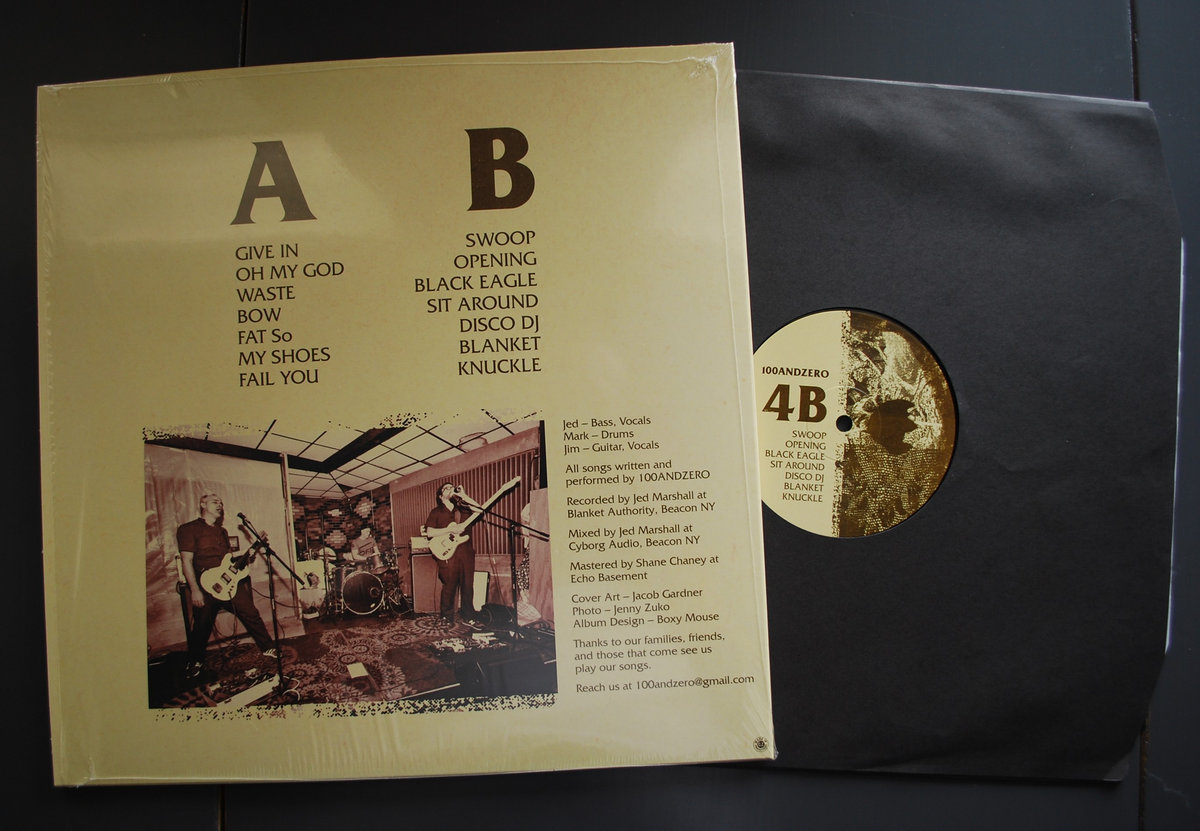 A
GIVE IN
OH MY GOD
WASTE
BOW
FAT So
MY SHOES
FAIL YOU
B
SWOOP
OPENING
BLACK EAGLE
SIT AROUND
DISCO DJ
BLANKET
KNUCKLE
Jed – Bass, Vocals
Mark – Drums
Jim – Guitar, Vocals
All songs written and
performed by 100ANDZERO
Recorded by Jed Marshall at
Blanket Authority, Beacon NY
Mixed by Jed Marshall at
Cyborg Audio, Beacon NY
Mastered by Shane Chaney at
Echo Basement
Cover Art – Jacob Gardner
Photo – Jenny Zuko
Album Design – Boxy Mouse
Thanks to our families, friends,
and those that come see us
play our songs.
Reach us at 100andzero@gmail.com
100ANDZERO
4B
SWOOP
OPENING
BLACK EAGLE
SIT AROUND
DISCO DJ
BLANKET
KNUCKLE